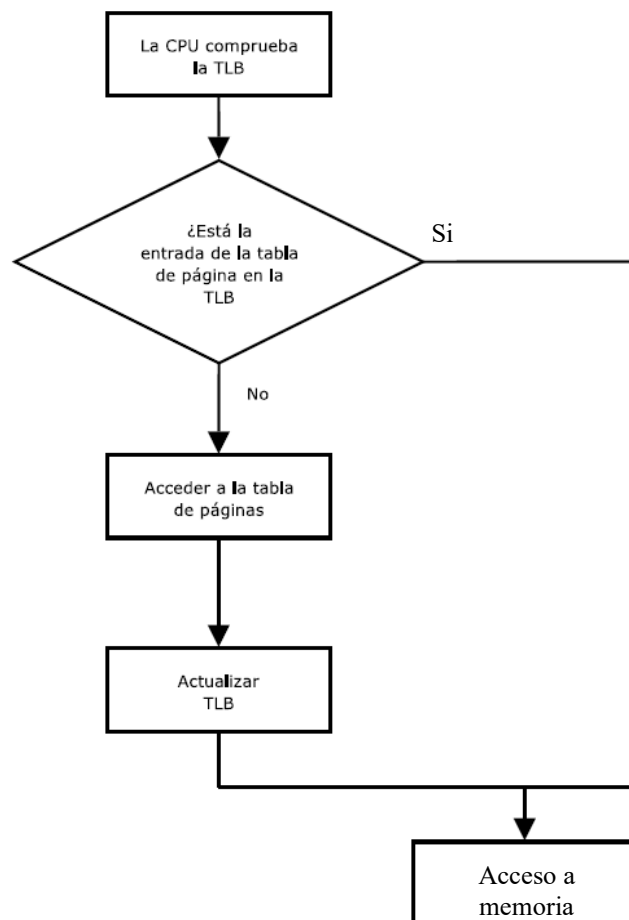 La CPU comprueba
la TLB
¿Está la
entrada de la tabla
de página en la
TLB
Si
No
Acceder a la tabla
de páginas
Actualizar
TLB
Acceso a
memoria